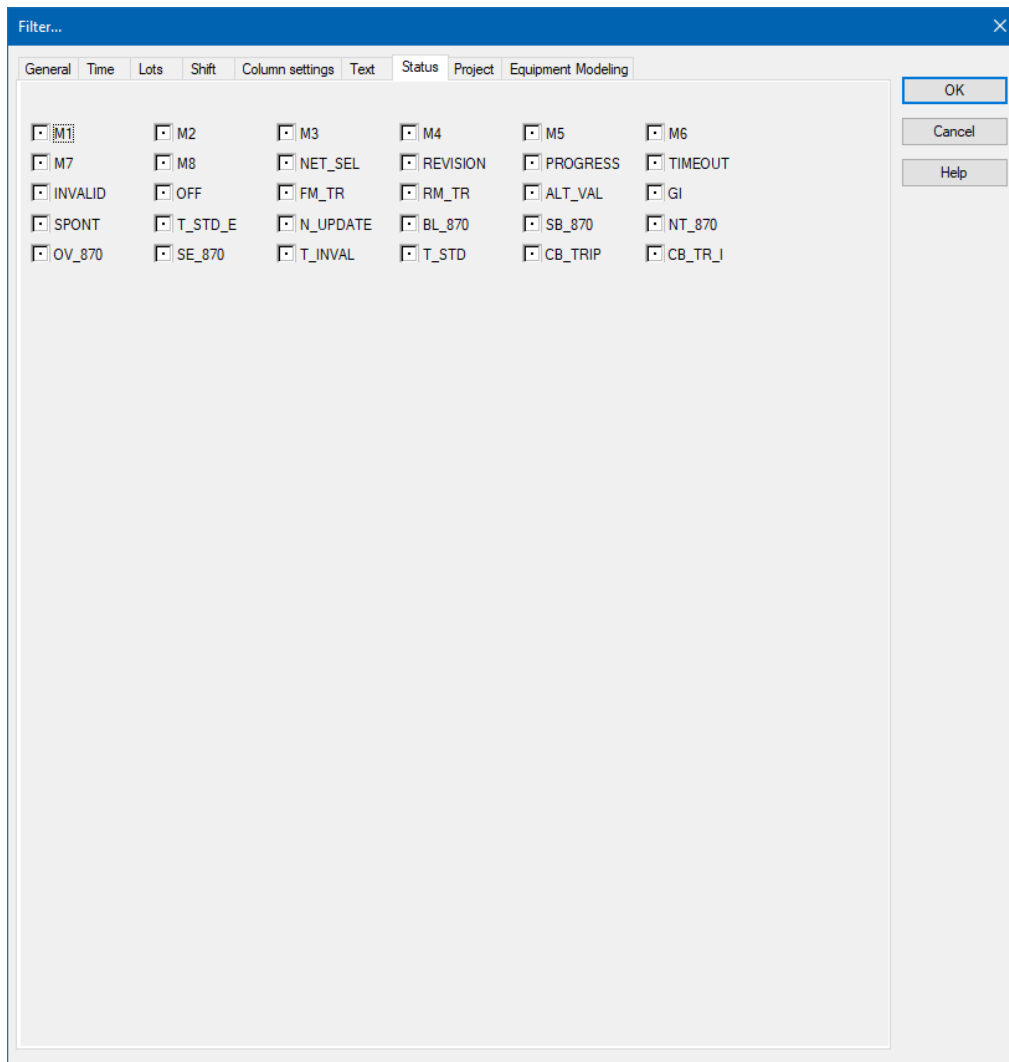 Filter...
General Time Lots Shift Column settings Text Status Project Equipment Modeling
OK
Cancel
Help
M1 M2 M3 M4 M5 M6
M7 M8 NET_SEL REVISION PROGRESS TIMEOUT
INVALID OFF FM_TR RM_TR ALT_VAL GI
SPONT T_STD_E N_UPDATE BL_870 SB_870 NT_870
OV_870 SE_870 T_INVAL T_STD CB_TRIP CB_TR_I